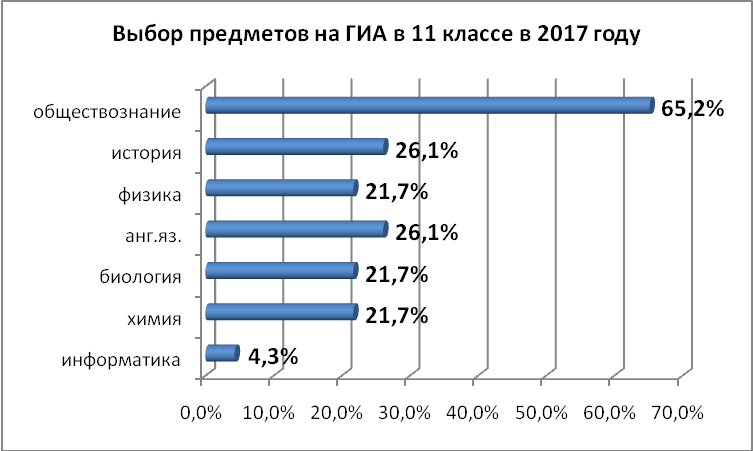 Выбор предметов на ГИА в 11 классе в 2017 году
обществознание 65,2%
история 26,1%
физика 21,7%
анг.яз. 26,1%
биология 21,7%
химия 21,7%
информатика 4,3%
0,0% 10,0% 20,0% 30,0% 40,0% 50,0% 60,0% 70,0%